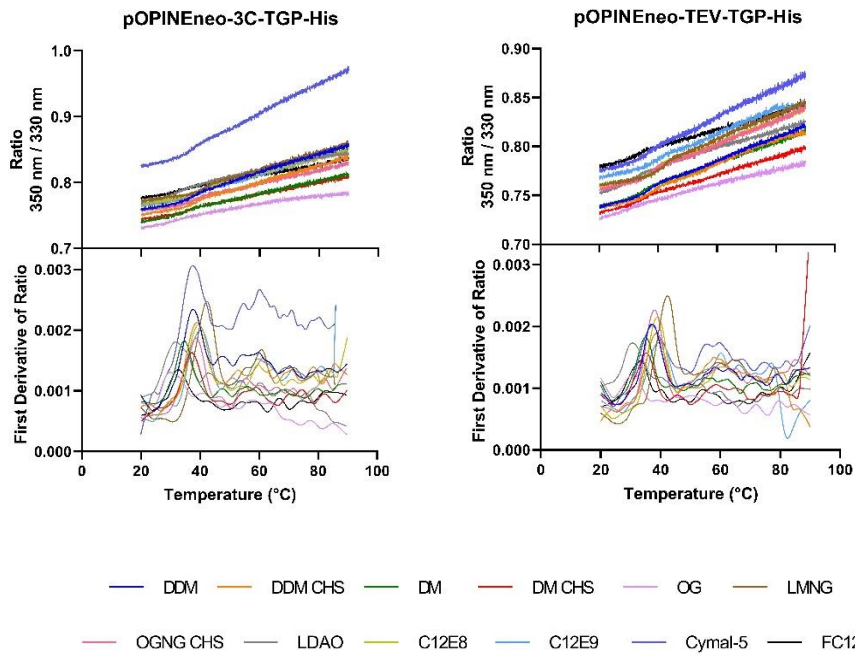 pOPINEneo-3C-TGP-His
pOPINEneo-TEV-TGP-His
Ratio
350 nm / 330 nm
1.0
0.9
0.8
0.7
Ratio
350 nm / 330 nm
0.90
0.85
0.80
0.75
0.70
First Derivative of Ratio
0.003
0.002
0.001
0.000
0 20 40 60 80 100
Temperature (°C)
First Derivative of Ratio
0.003
0.002
0.001
0.000
0 20 40 60 80 100
Temperature (°C)
DDM DDM CHS DM DM CHS OG LMNG
OGNG CHS LDAO C12E8 C12E9 Cymal-5 FC12